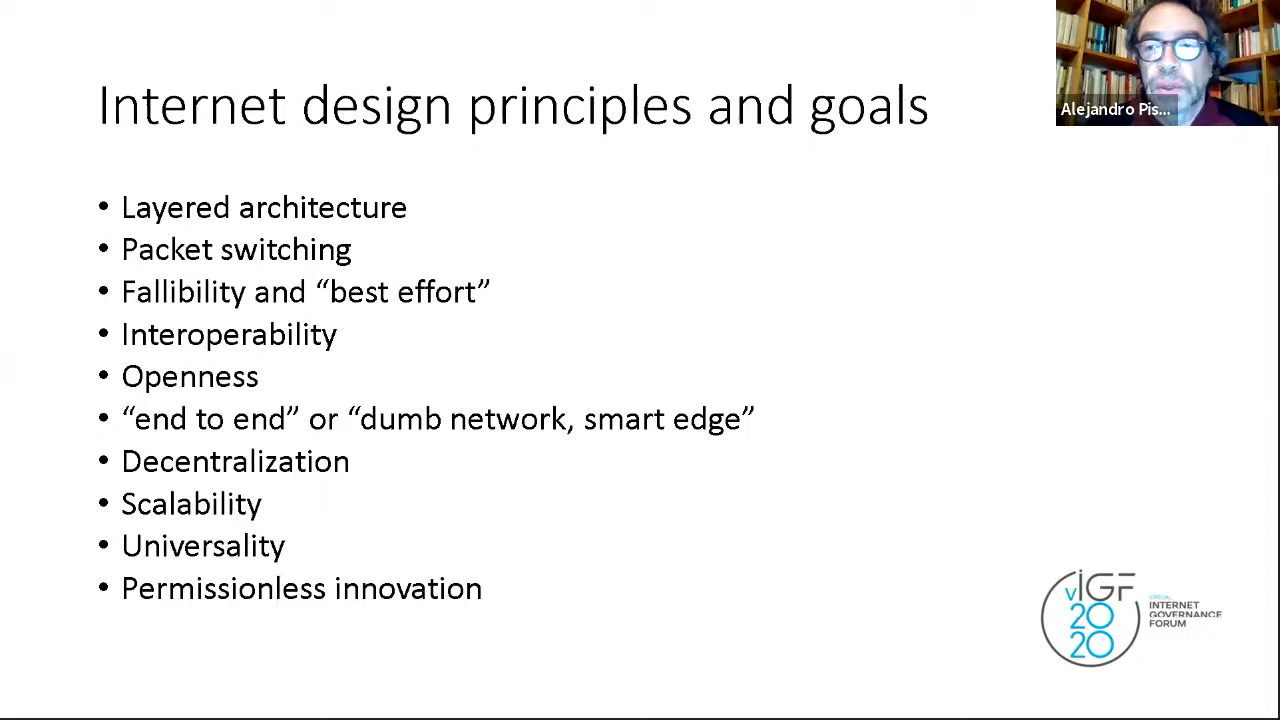 Internet design principles and goals
Alejandro Pis...
• Layered architecture
• Packet switching
• Fallibility and “best effort”
• Interoperability
• Openness
• “end to end” or “dumb network, smart edge”
• Decentralization
• Scalability
• Universality
• Permissionless innovation
vIGF
2020
VIRTUAL
INTERNET
GOVERNANCE
FORUM